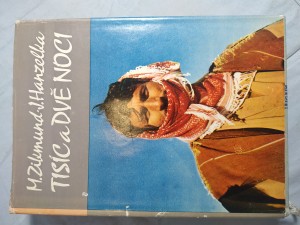 M.Zikmund-J.Hanzelka
TISÍC a DVĚ NOCI